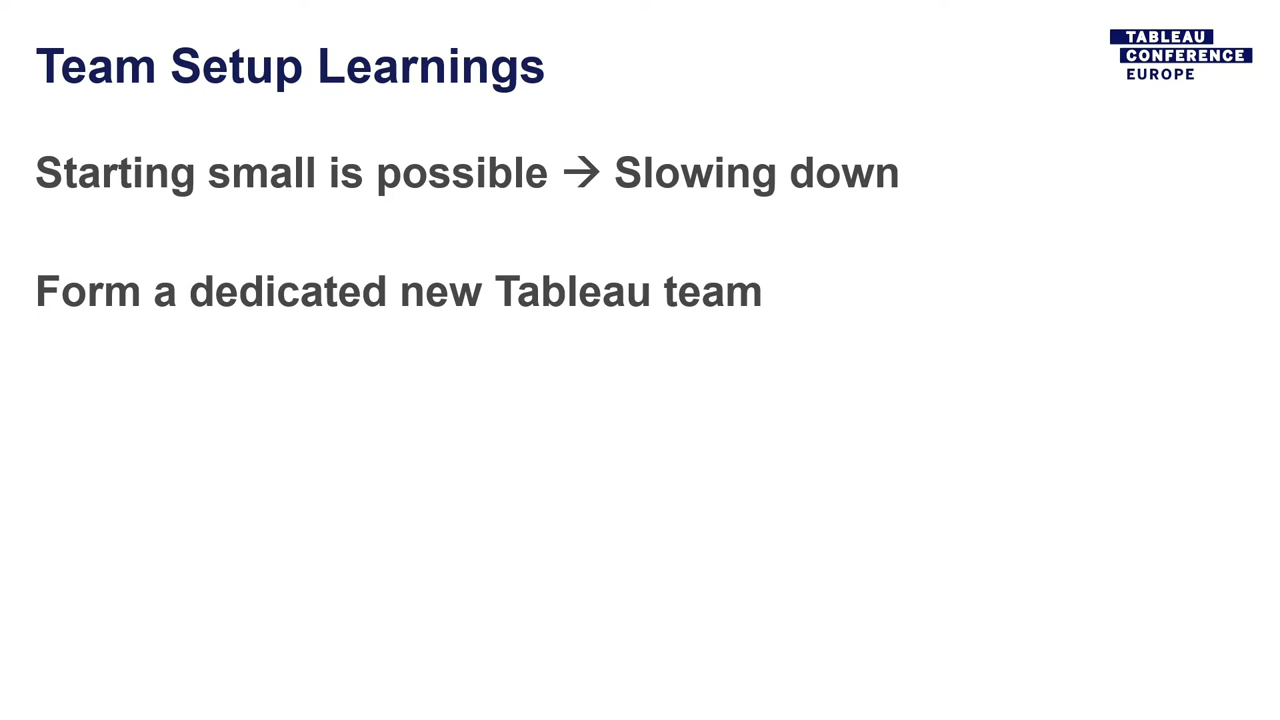 Team Setup Learnings
TABLEAU
CONFERENCE
EUROPE
Starting small is possible → Slowing down
Form a dedicated new Tableau team